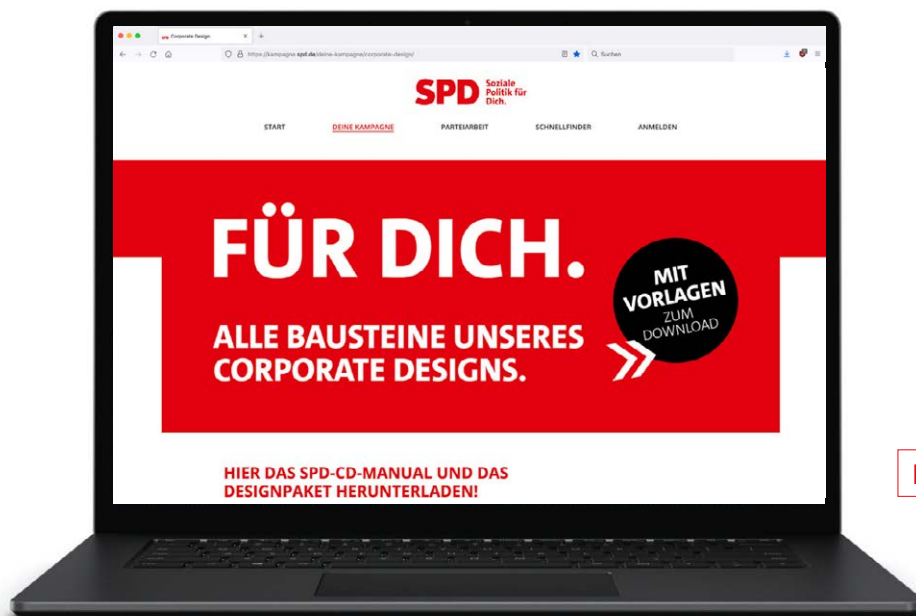 Corporate Design
https://kampagne.spd.de/deine-kampagne/corporate-design/
Suchen
SPD Soziale
Politik für
Dich.
START DEINE KAMPAGNE PARTEIARBEIT SCHNELLFINDER ANMELDEN
FÜR DICH.
MIT
VORLAGEN
ZUM
DOWNLOAD
ALLE BAUSTEINE UNSERES
CORPORATE DESIGNS.
HIER DAS SPD-CD-MANUAL UND DAS
DESIGNPAKET HERUNTERLADEN!